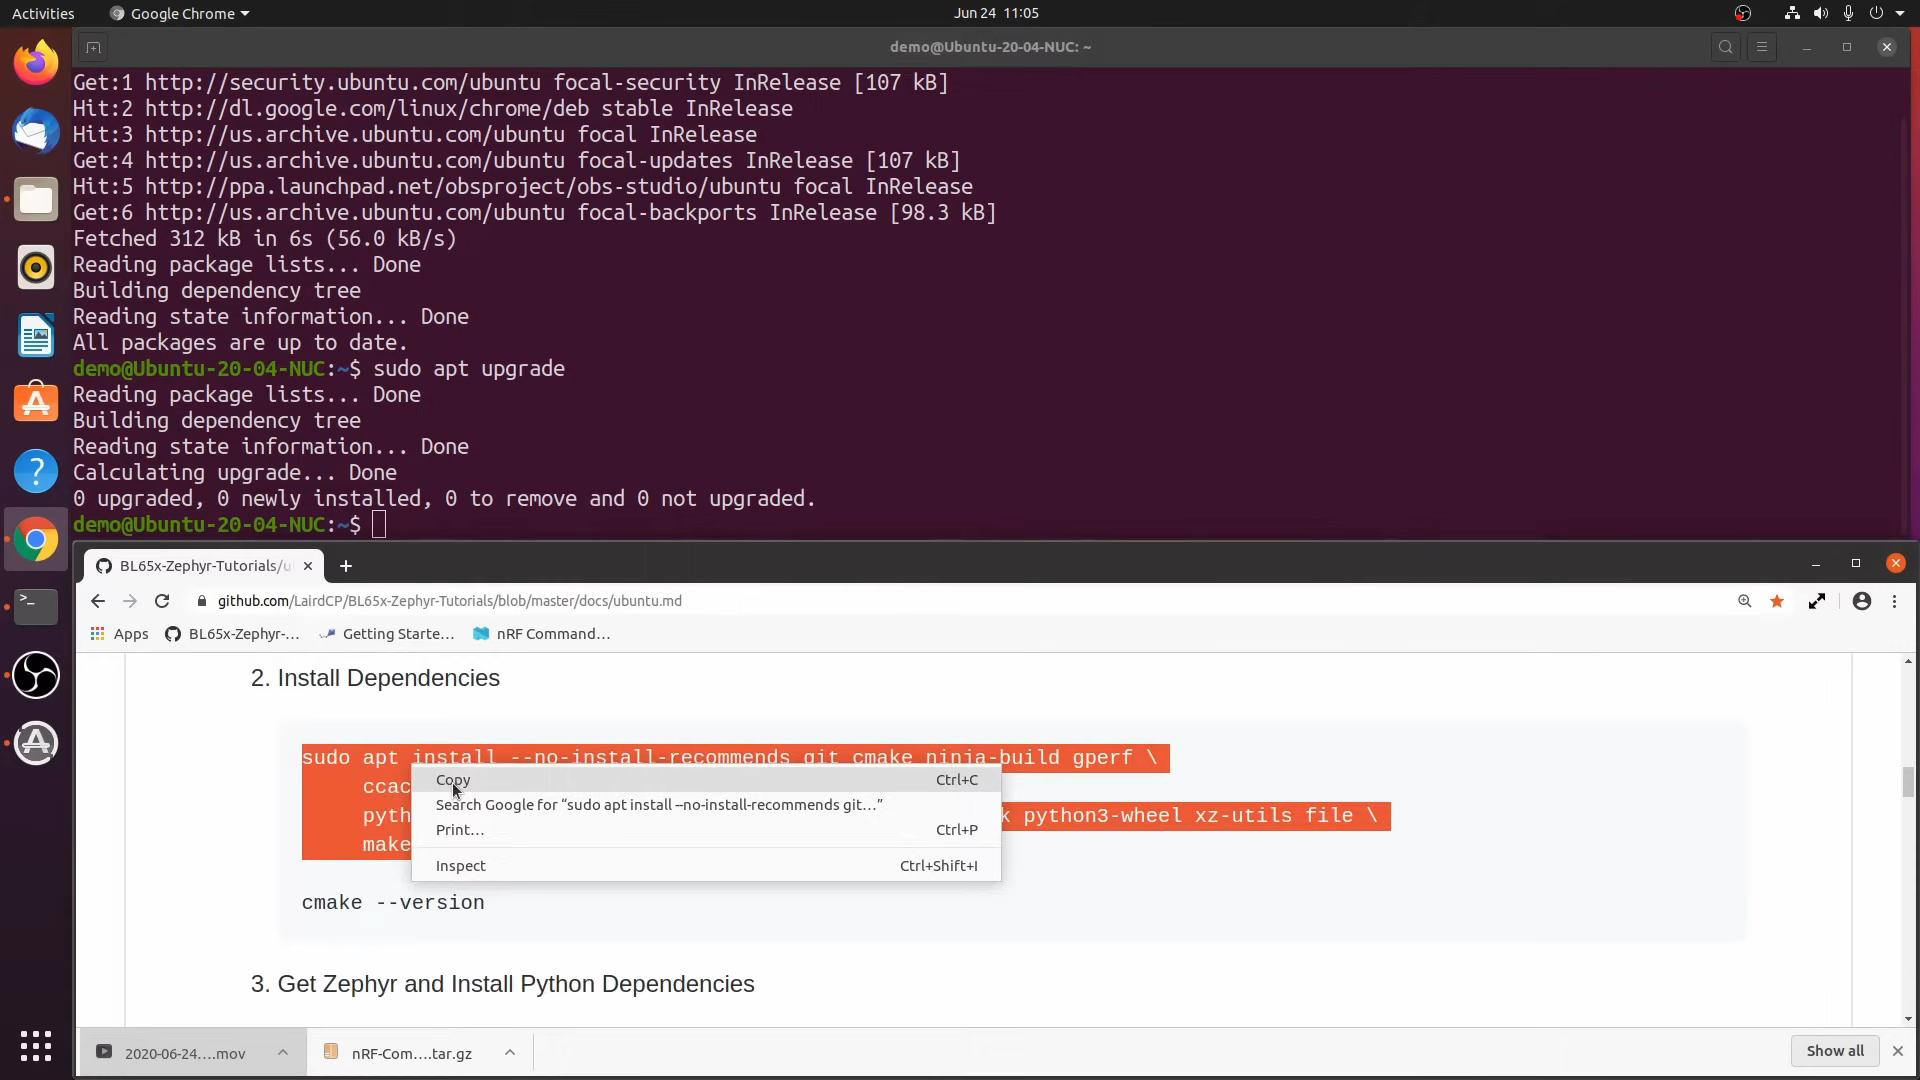 Activities
Google Chrome
Jun 24 11:05
demo@Ubuntu-20-04-NUC: ~
Get:1 http://security.ubuntu.com/ubuntu focal-security InRelease [107 kB]
Hit:2 http://dl.google.com/linux/chrome/deb stable InRelease
Hit:3 http://us.archive.ubuntu.com/ubuntu focal InRelease
Get:4 http://us.archive.ubuntu.com/ubuntu focal-updates InRelease [107 kB]
Hit:5 http://ppa.launchpad.net/obsproject/obs-studio/ubuntu focal InRelease
Get:6 http://us.archive.ubuntu.com/ubuntu focal-backports InRelease [98.3 kB]
Fetched 312 kB in 6s (56.0 kB/s)
Reading package lists... Done
Building dependency tree
Reading state information... Done
All packages are up to date.
demo@Ubuntu-20-04-NUC:~$ sudo apt upgrade
Reading package lists... Done
Building dependency tree
Reading state information... Done
Calculating upgrade... Done
0 upgraded, 0 newly installed, 0 to remove and 0 not upgraded.
demo@Ubuntu-20-04-NUC:~$
BL65x-Zephyr-Tutorials/u
github.com/LairdCP/BL65x-Zephyr-Tutorials/blob/master/docs/ubuntu.md
Apps
BL65x-Zephyr-...
Getting Starte...
nRF Command...
2. Install Dependencies
sudo apt install --no-install-recommends git cmake ninja-build gperf \
ccac
pyth
k python3-wheel xz-utils file \
make
Copy Ctrl+C
Search Google for “sudo apt install --no-install-recommends git...”
Print... Ctrl+P
Inspect Ctrl+Shift+I
cmake --version
3. Get Zephyr and Install Python Dependencies
2020-06-24....mov
nRF-Com....tar.gz
Show all